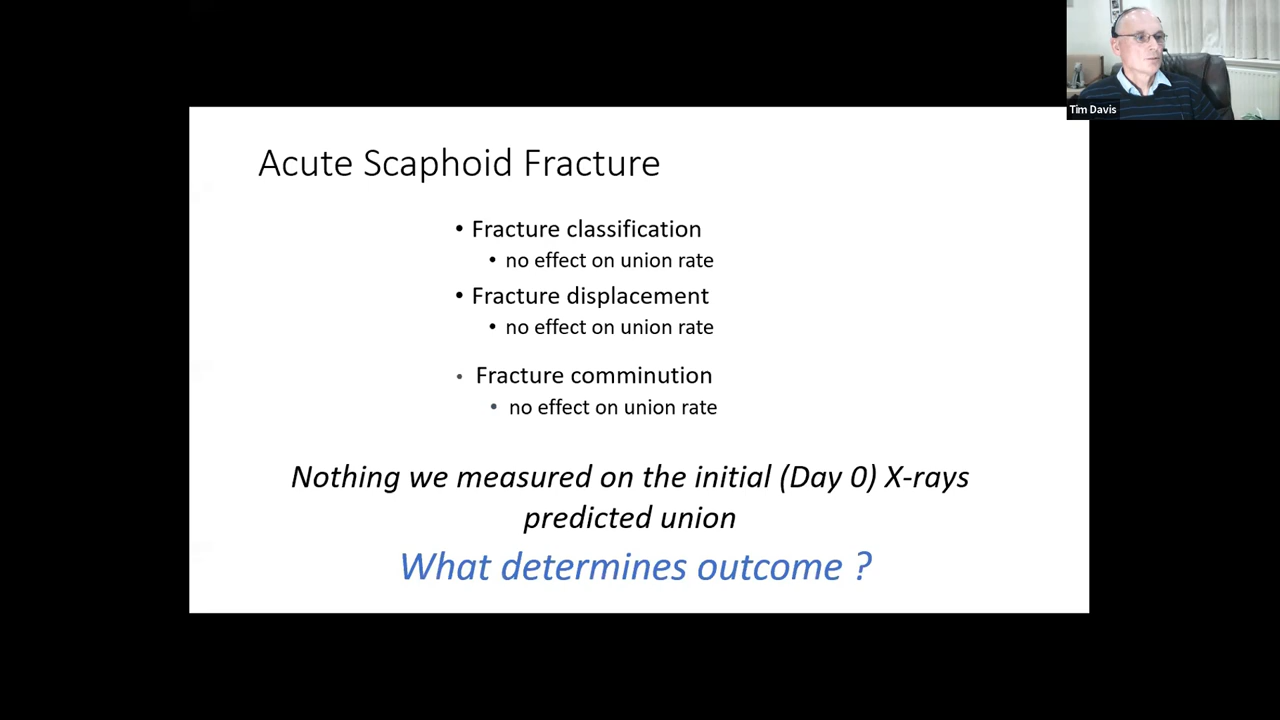 Tim Davis
Acute Scaphoid Fracture
• Fracture classification
• no effect on union rate
• Fracture displacement
• no effect on union rate
• Fracture comminution
• no effect on union rate
Nothing we measured on the initial (Day 0) X-rays
predicted union
What determines outcome ?